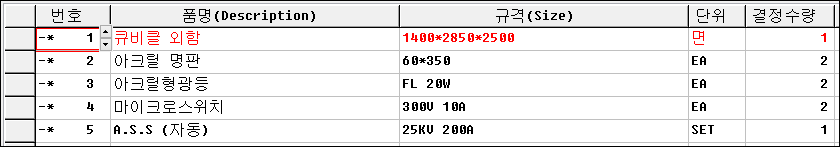 번호 품명(Description) 규격(Size) 단위 결정수량
-* 1 큐비클 외함 1400*2850*2500 면 1
-* 2 아크럴 명판 60*350 EA 2
-* 3 아크럴형광등 FL 20W EA 2
-* 4 마이크로스위치 300V 10A EA 2
-* 5 A.S.S (자동) 25KV 200A SET 1